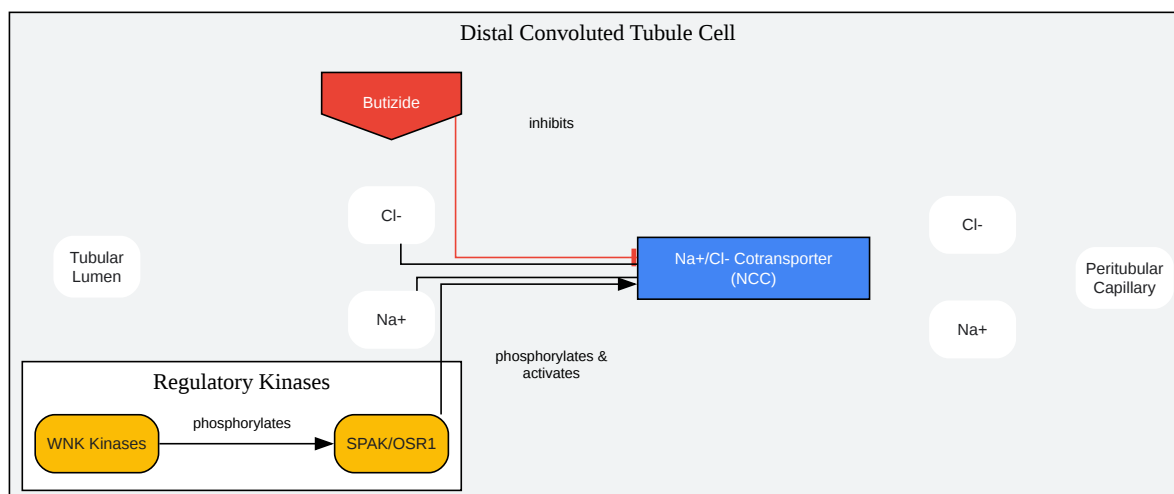 Distal Convoluted Tubule Cell
Butizide
inhibits
Cl-
Cl-
Tubular
Lumen
Na+/Cl- Cotransporter
(NCC)
Peritubular
Capillary
Na+
Na+
phosphorylates &
activates
Regulatory Kinases
WNK Kinases
phosphorylates
SPAK/OSR1